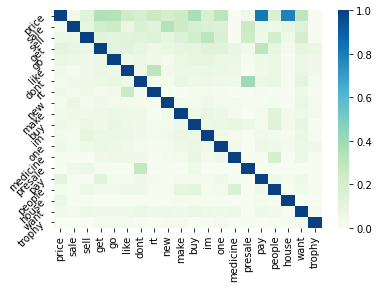 price
sale
sell
get
go
like
dont
rt
new
make
buy
im
one
medicine
presale
pay
people
house
want
trophy
price sale sell get go like dont rt new make buy im one medicine presale pay people house want trophy
1.0
0.8
0.6
0.4
0.2
0.0